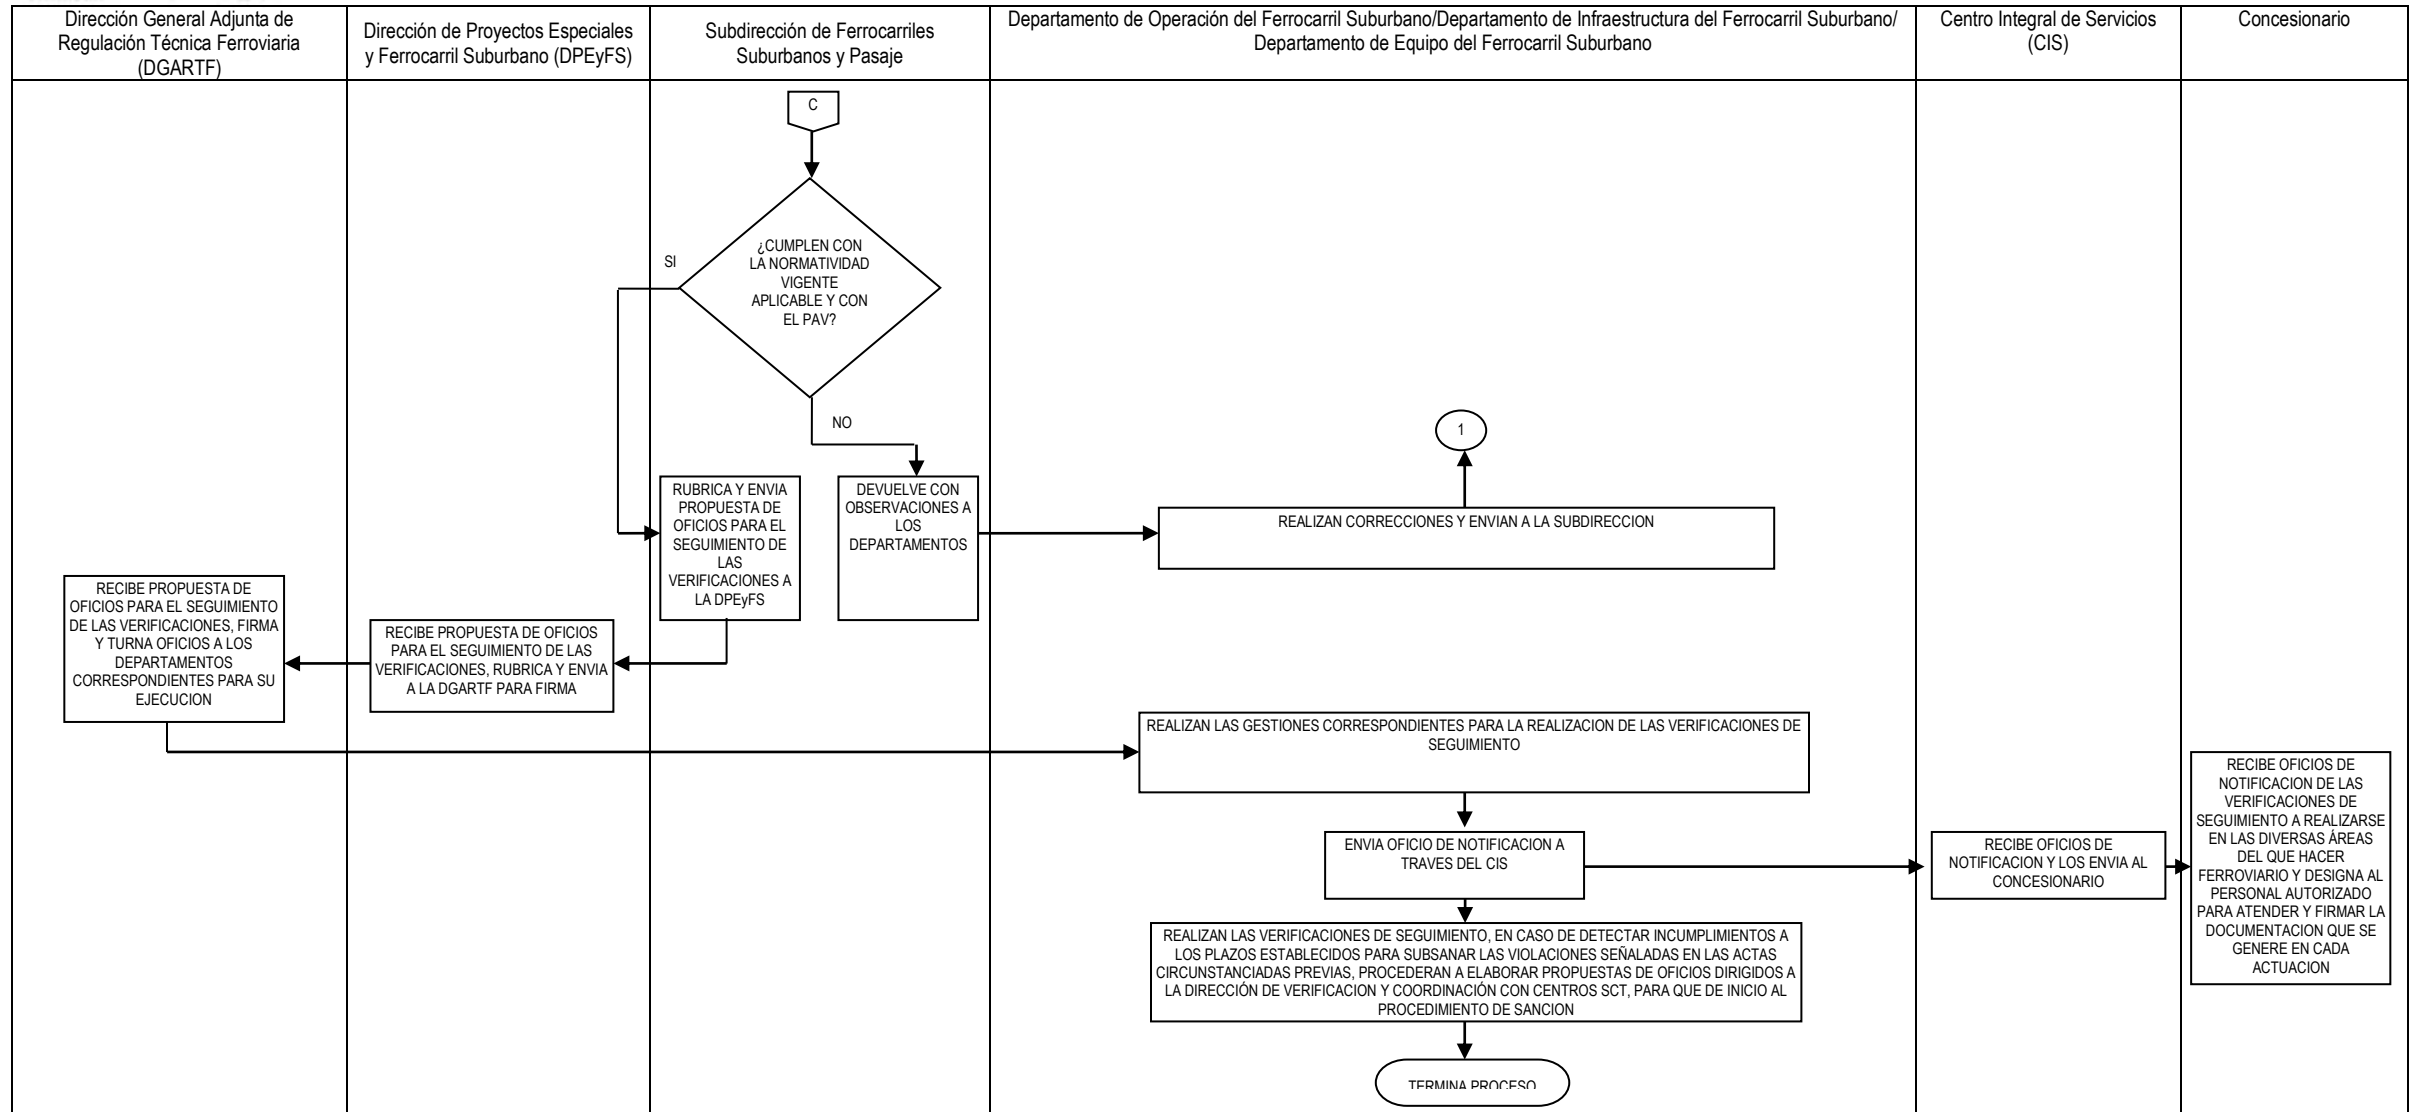 Dirección General Adjunta de
Regulación Técnica Ferroviaria
(DGARTF)
Dirección de Proyectos Especiales
y Ferrocarril Suburbano (DPEyFS)
Subdirección de Ferrocarriles
Suburbanos y Pasaje
Departamento de Operación del Ferrocarril Suburbano/Departamento de Infraestructura del Ferrocarril Suburbano/
Departamento de Equipo del Ferrocarril Suburbano
Centro Integral de Servicios
(CIS)
Concesionario
C
¿CUMPLEN CON
LA NORMATIVIDAD
VIGENTE
APLICABLE Y CON
EL PAV?
SI
NO
1
RUBRICA Y ENVIA
PROPUESTA DE
OFICIOS PARA EL
SEGUIMIENTO DE
LAS
VERIFICACIONES A
LA DPEyFS
DEVUELVE CON
OBSERVACIONES A
LOS
DEPARTAMENTOS
REALIZAN CORRECCIONES Y ENVIAN A LA SUBDIRECCION
RECIBE PROPUESTA DE
OFICIOS PARA EL SEGUIMIENTO
DE LAS VERIFICACIONES, FIRMA
Y TURNA OFICIOS A LOS
DEPARTAMENTOS
CORRESPONDIENTES PARA SU
EJECUCION
RECIBE PROPUESTA DE OFICIOS
PARA EL SEGUIMIENTO DE LAS
VERIFICACIONES, RUBRICA Y ENVIA
A LA DGARTF PARA FIRMA
REALIZAN LAS GESTIONES CORRESPONDIENTES PARA LA REALIZACION DE LAS VERIFICACIONES DE
SEGUIMIENTO
ENVIA OFICIO DE NOTIFICACION A
TRAVES DEL CIS
RECIBE OFICIOS DE
NOTIFICACION Y LOS ENVIA AL
CONCESIONARIO
RECIBE OFICIOS DE
NOTIFICACION DE LAS
VERIFICACIONES DE
SEGUIMIENTO A REALIZARSE
EN LAS DIVERSAS ÁREAS
DEL QUE HACER
FERROVIARIO Y DESIGNA AL
PERSONAL AUTORIZADO
PARA ATENDER Y FIRMAR LA
DOCUMENTACION QUE SE
GENERE EN CADA
ACTUACION
REALIZAN LAS VERIFICACIONES DE SEGUIMIENTO, EN CASO DE DETECTAR INCUMPLIMIENTOS A
LOS PLAZOS ESTABLECIDOS PARA SUBSANAR LAS VIOLACIONES SEÑALADAS EN LAS ACTAS
CIRCUNSTANCIADAS PREVIAS, PROCEDERAN A ELABORAR PROPUESTAS DE OFICIOS DIRIGIDOS A
LA DIRECCIÓN DE VERIFICACION Y COORDINACIÓN CON CENTROS SCT, PARA QUE DE INICIO AL
PROCEDIMIENTO DE SANCION
TERMINA PROCESO